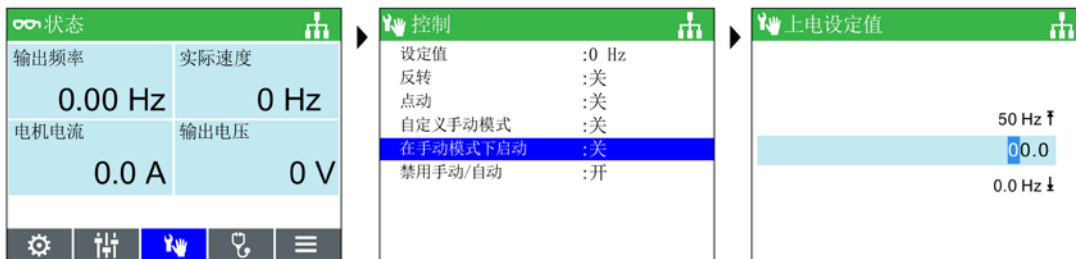 状态
输出频率
实际速度
0.00 Hz
0 Hz
电机电流
输出电压
0.0 A
0 V
控制
设定值 :0 Hz
反转 :关
点动 :关
自定义手动模式 :关
在手动模式下启动 :关
禁用手动/自动 :开
上电设定值
50 Hz
00.0
0.0 Hz